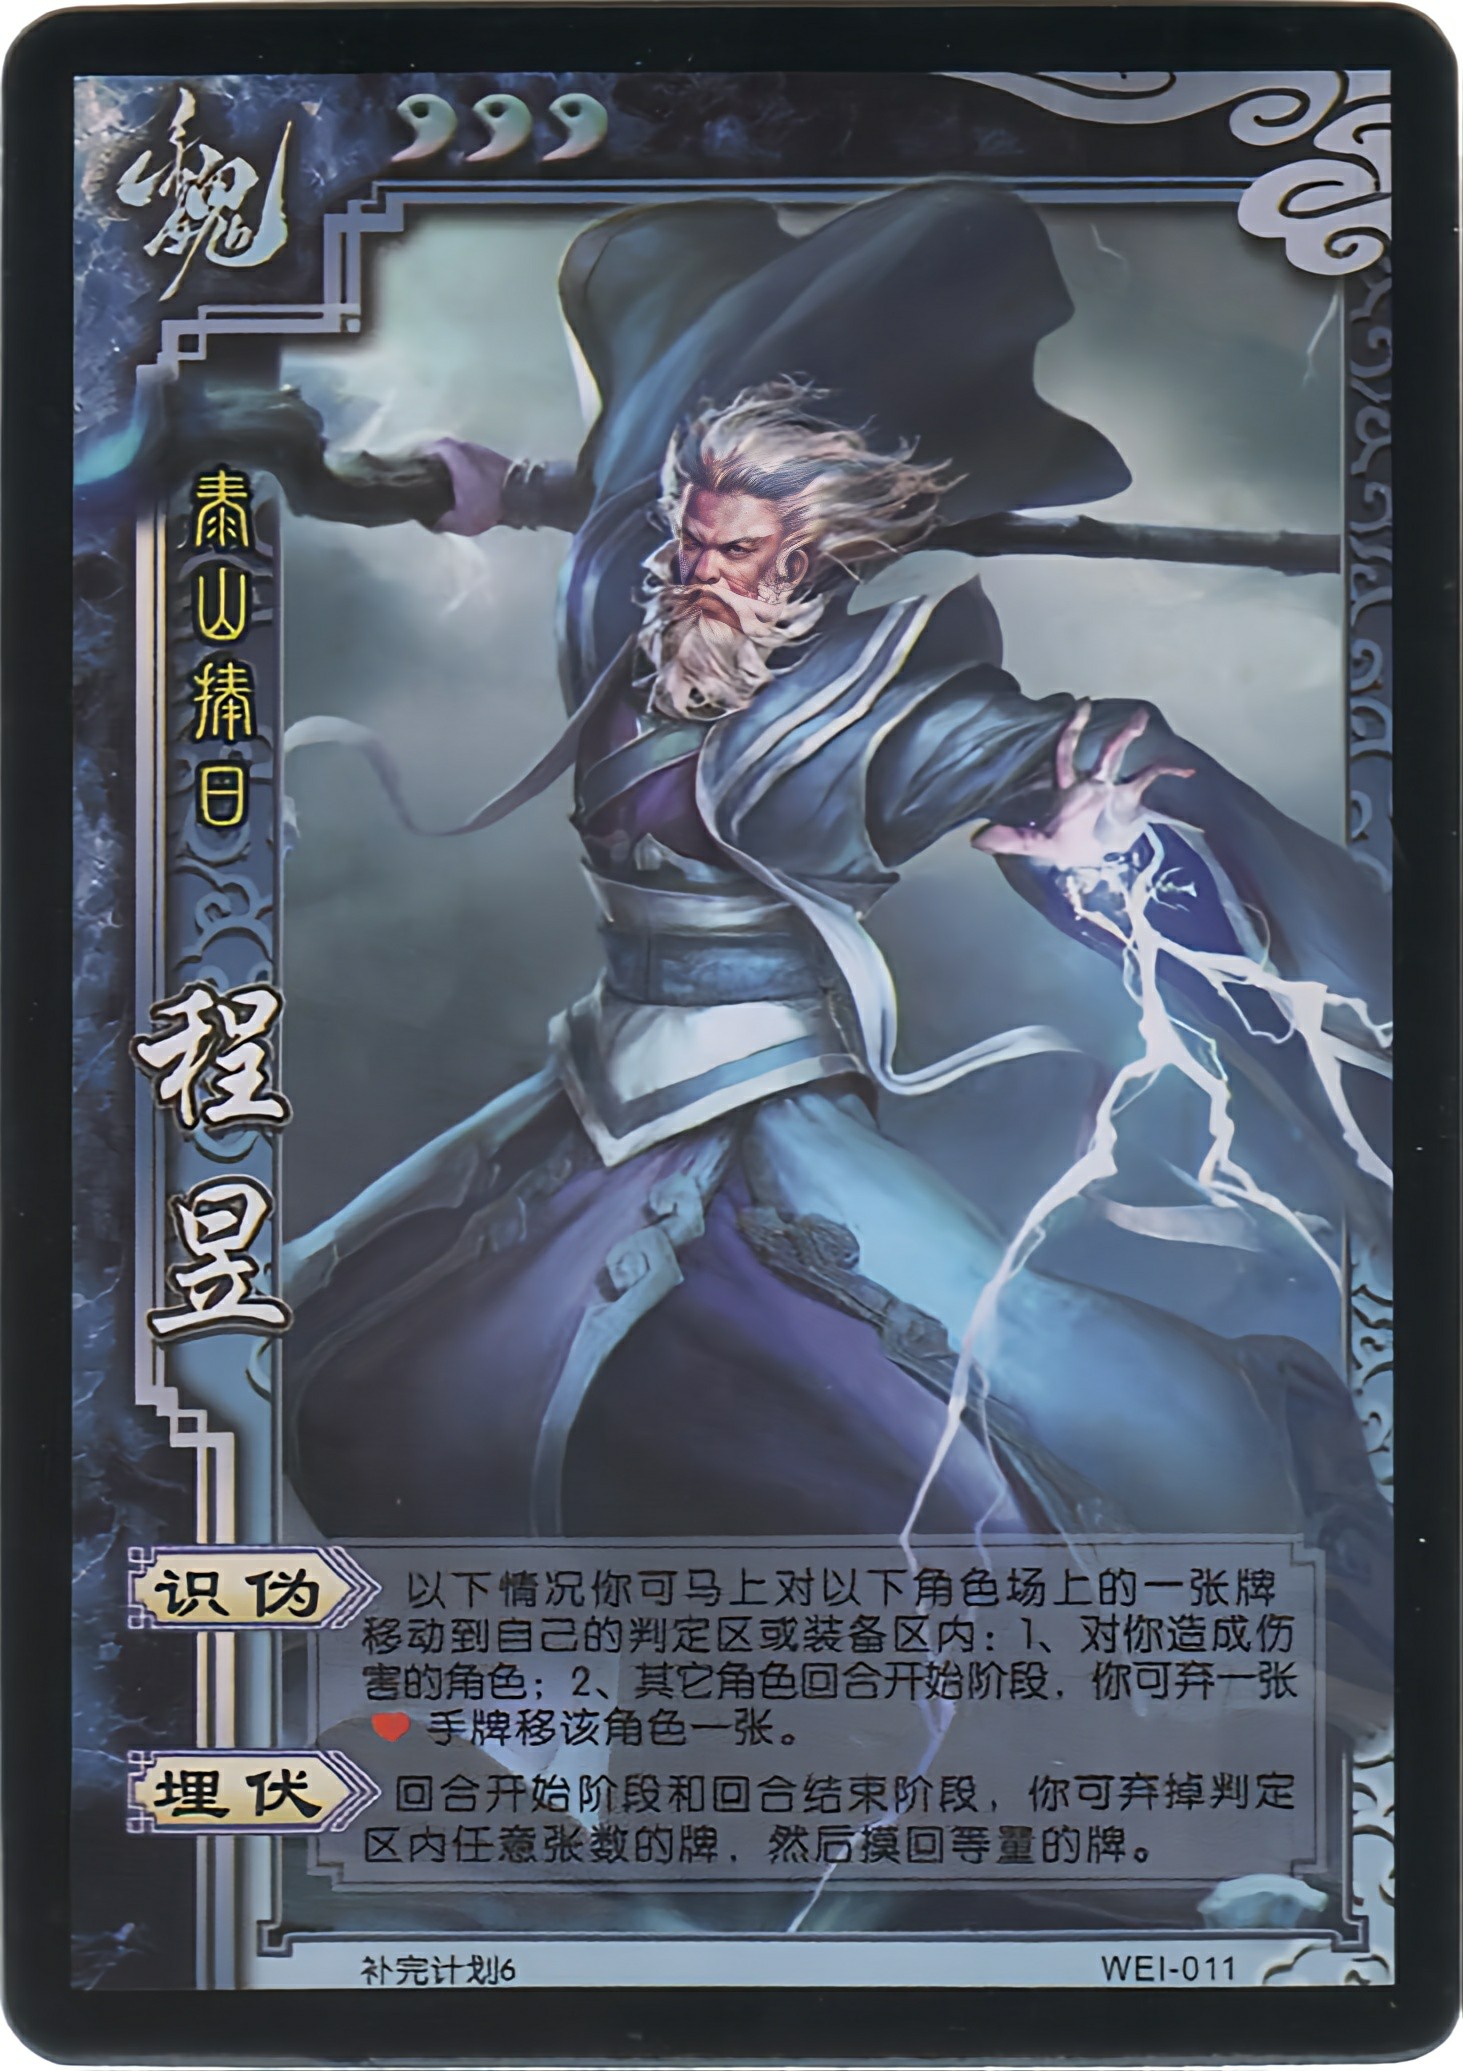 魏
泰山捧日
程昱
识伪
以下情况你可马上对以下角色场上的一张牌
移动到自己的判定区或装备区内：1、对你造成伤
害的角色；2、其它角色回合开始阶段，你可弃一张
♥手牌移该角色一张。
埋伏
回合开始阶段和回合结束阶段，你可弃掉判定
区内任意张数的牌，然后摸回等量的牌。
补完计划6
WEI-011